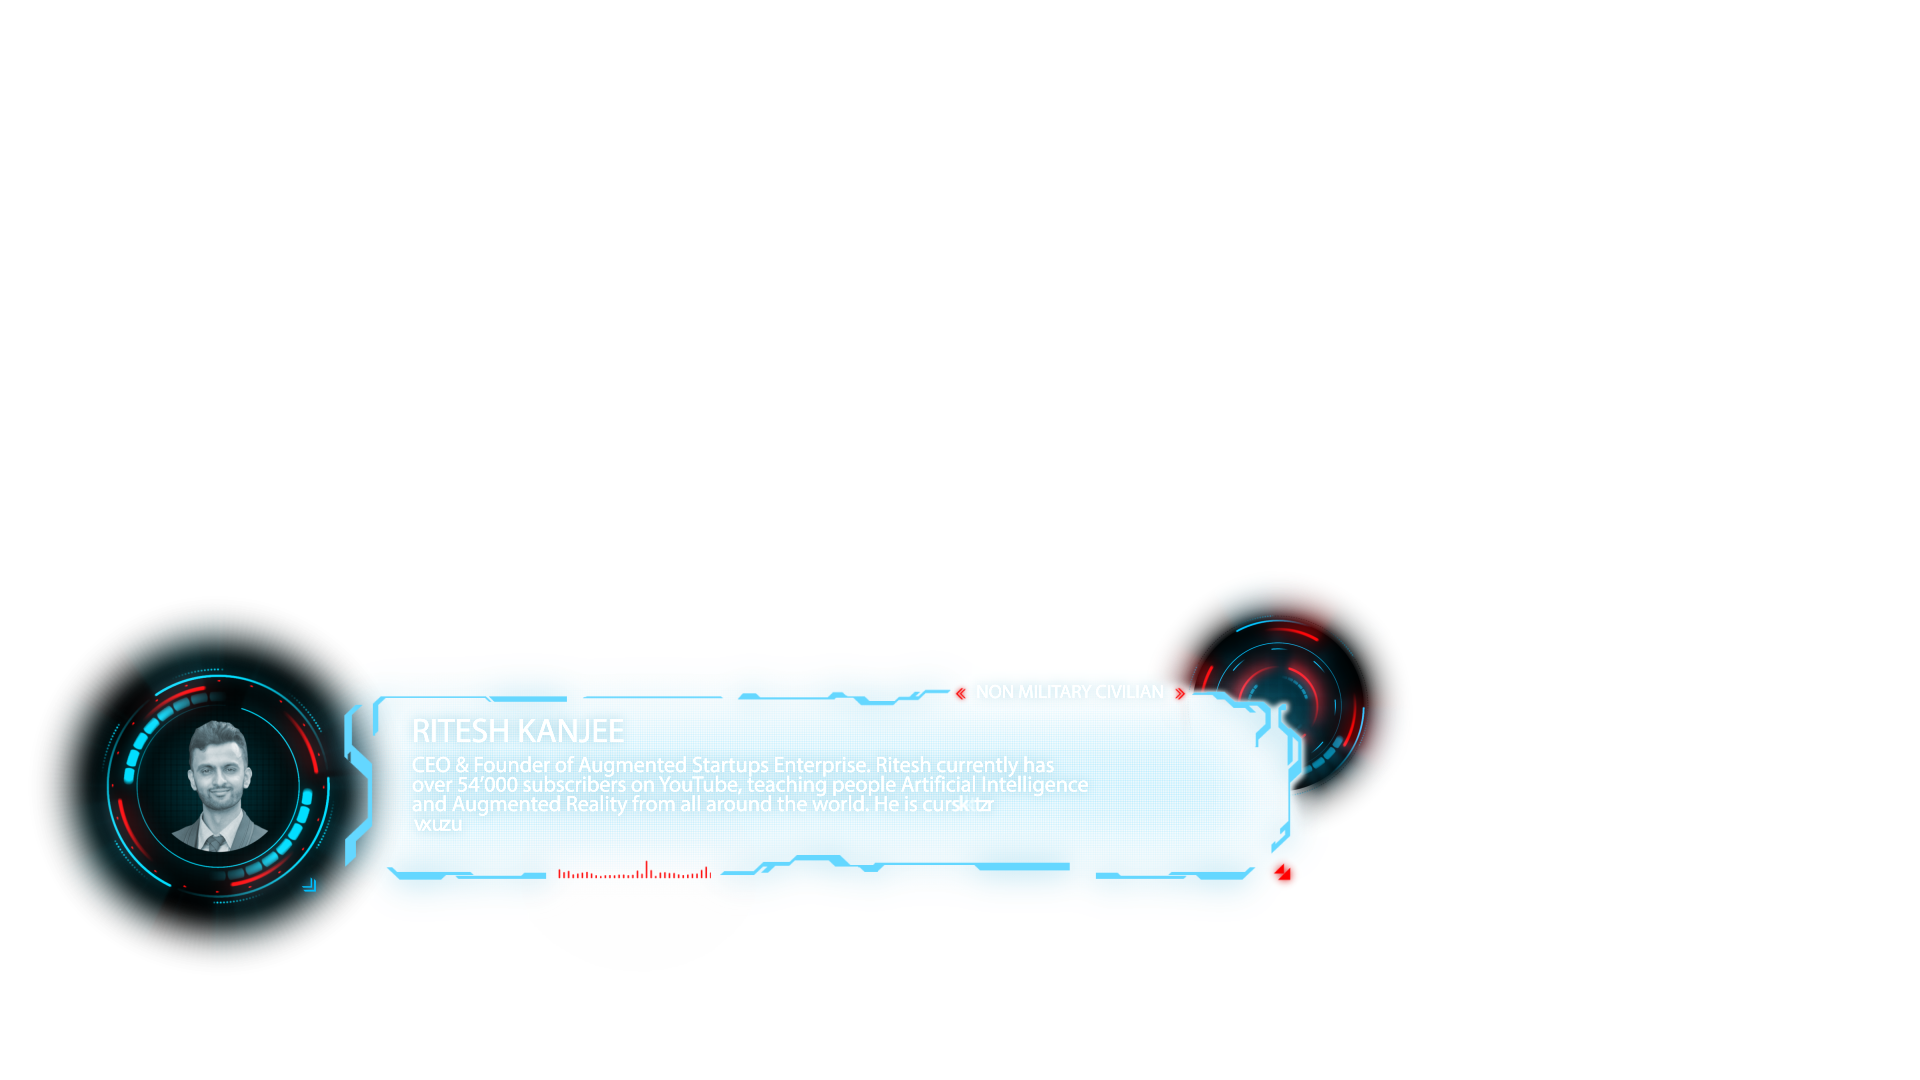 NON MILITARY CIVILIAN
RITESH KANJEE
CEO & Founder of Augmented Startups Enterprise. Ritesh currently has
over 54'000 subscribers on YouTube, teaching people Artificial Intelligence
and Augmented Reality from all around the world. He is